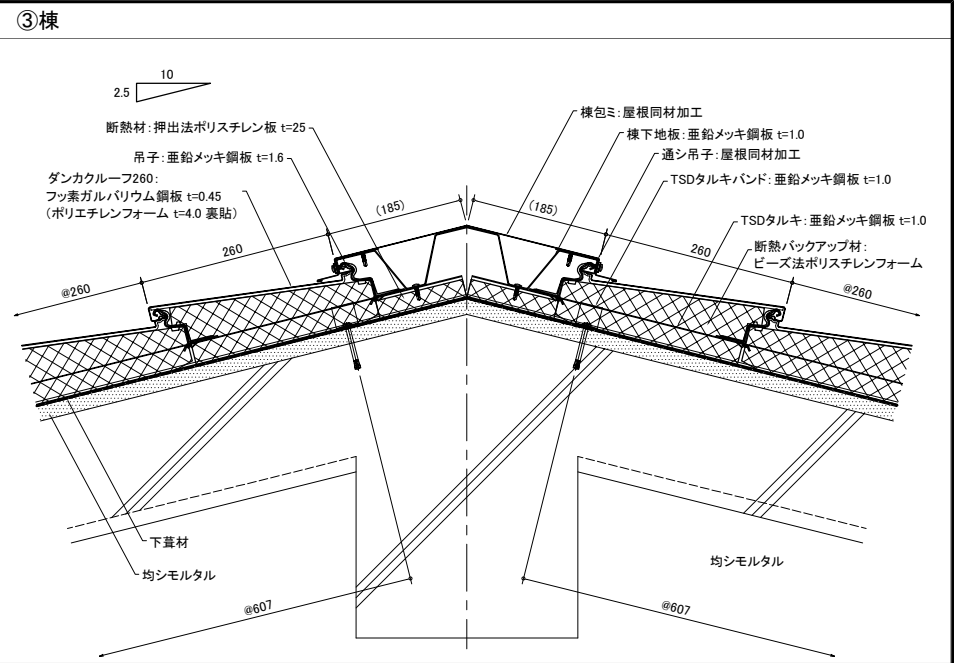 ③棟
10
2.5
断熱材：押出法ポリスチレン板 t=25
吊子：亜鉛メッキ鋼板 t=1.6
ダンカクルーフ260：
フッ素ガルバリウム鋼板 t=0.45
（ポリエチレンフォーム t=4.0 裏貼）
棟包ミ：屋根同材加工
棟下地板：亜鉛メッキ鋼板 t=1.0
通シ吊子：屋根同材加工
TSDタルキバンド：亜鉛メッキ鋼板 t=1.0
TSDタルキ：亜鉛メッキ鋼板 t=1.0
断熱バックアップ材：
ビーズ法ポリスチレンフォーム
(185)
(185)
260
260
@260
@260
下葺材
均シモルタル
均シモルタル
@607
@607